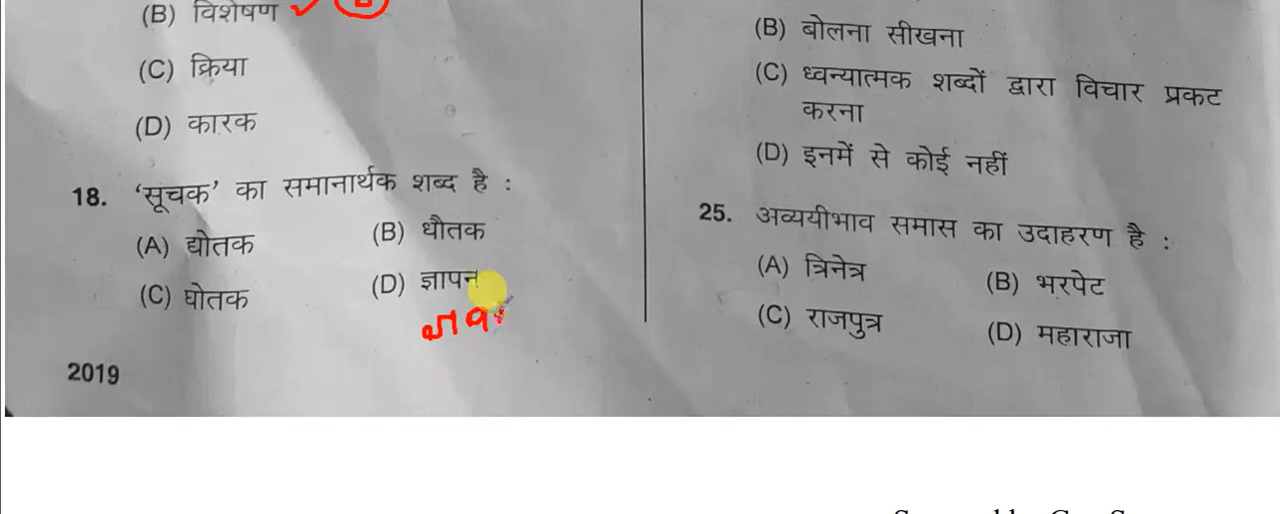 (B) विशेषण
(C) क्रिया
(D) कारक
18. 'सूचक' का समानार्थक शब्द है :
(A) द्योतक
(B) धौतक
(C) घोतक
(D) ज्ञापन
2019
(B) बोलना सीखना
(C) ध्वन्यात्मक शब्दों द्वारा विचार प्रकट
करना
(D) इनमें से कोई नहीं
25. अव्ययीभाव समास का उदाहरण है :
(A) त्रिनेत्र
(B) भरपेट
(C) राजपुत्र
(D) महाराजा